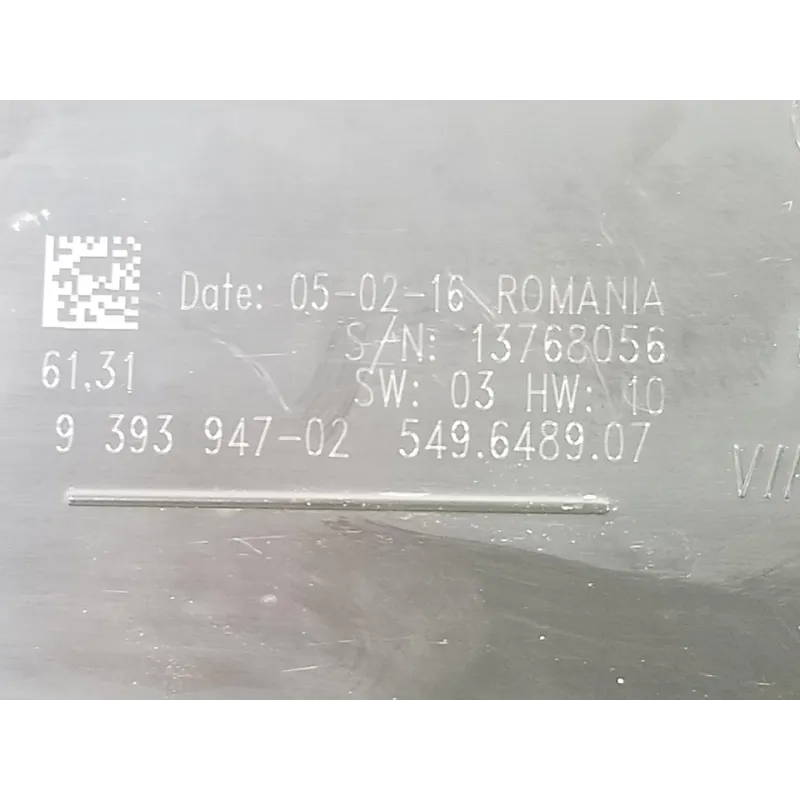 Date: 05-02-16 ROMANIA
S/N: 13768056
61.31
SW: 03 HW: 10
9 393 947-02 549.6489.07